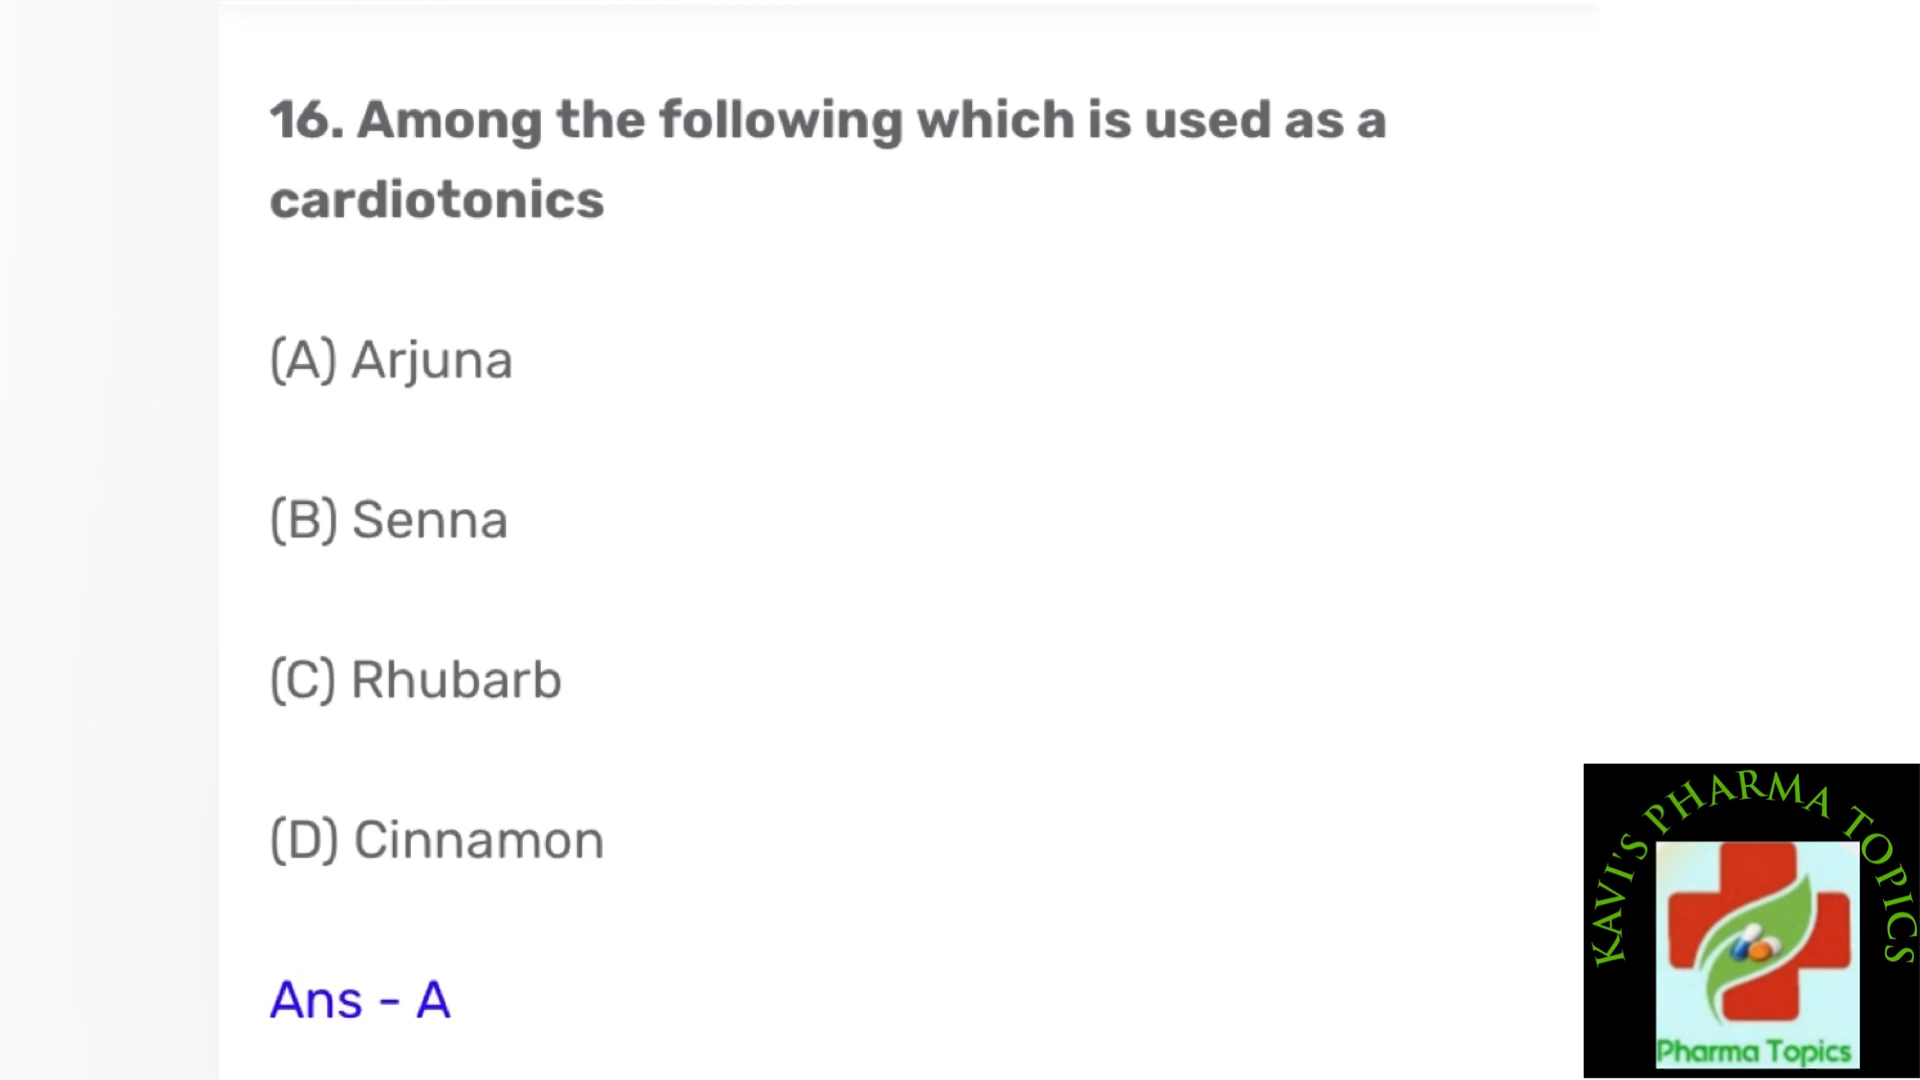 16. Among the following which is used as a
cardiotonics
(A) Arjuna
(B) Senna
(C) Rhubarb
(D) Cinnamon
Ans - A
KAVI'S PHARMA TOPICS
Pharma Topics